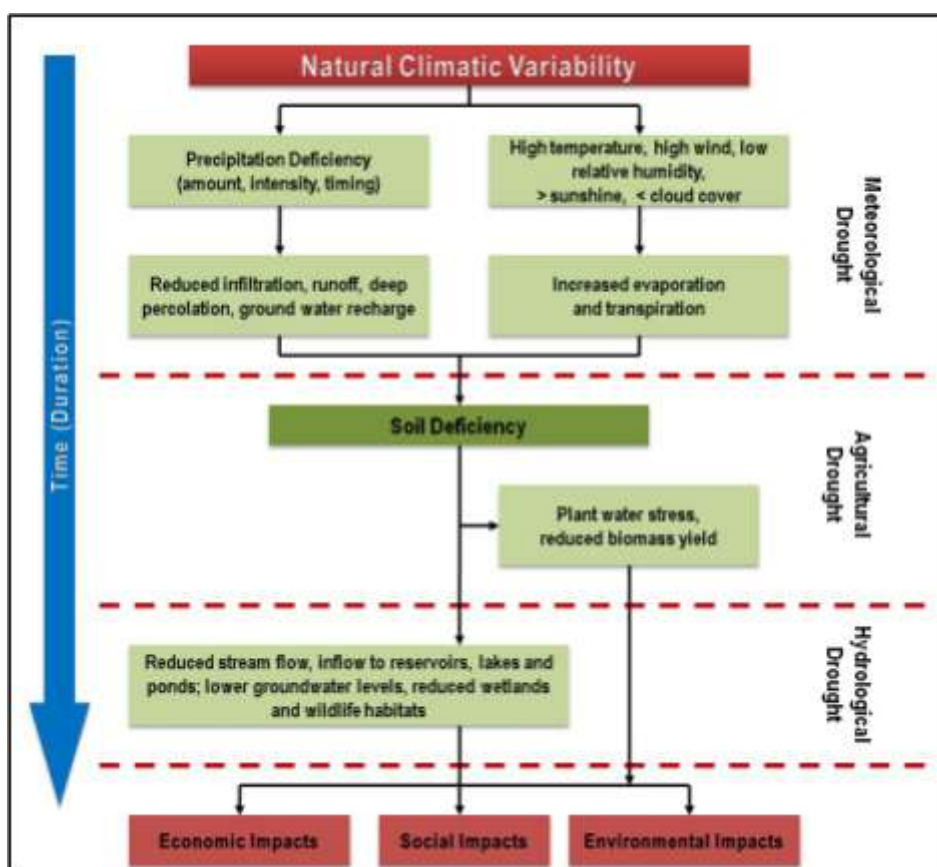 Natural Climatic Variability
Precipitation Deficiency
(amount, intensity, timing)
High temperature, high wind, low
relative humidity,
> sunshine, < cloud cover
Reduced infiltration, runoff, deep
percolation, ground water recharge
Increased evaporation
and transpiration
Meteorological
Drought
Time (Duration)
Soil Deficiency
Plant water stress,
reduced biomass yield
Agricultural
Drought
Reduced stream flow, inflow to reservoirs, lakes and
ponds; lower groundwater levels, reduced wetlands
and wildlife habitats
Hydrological
Drought
Economic Impacts
Social Impacts
Environmental Impacts